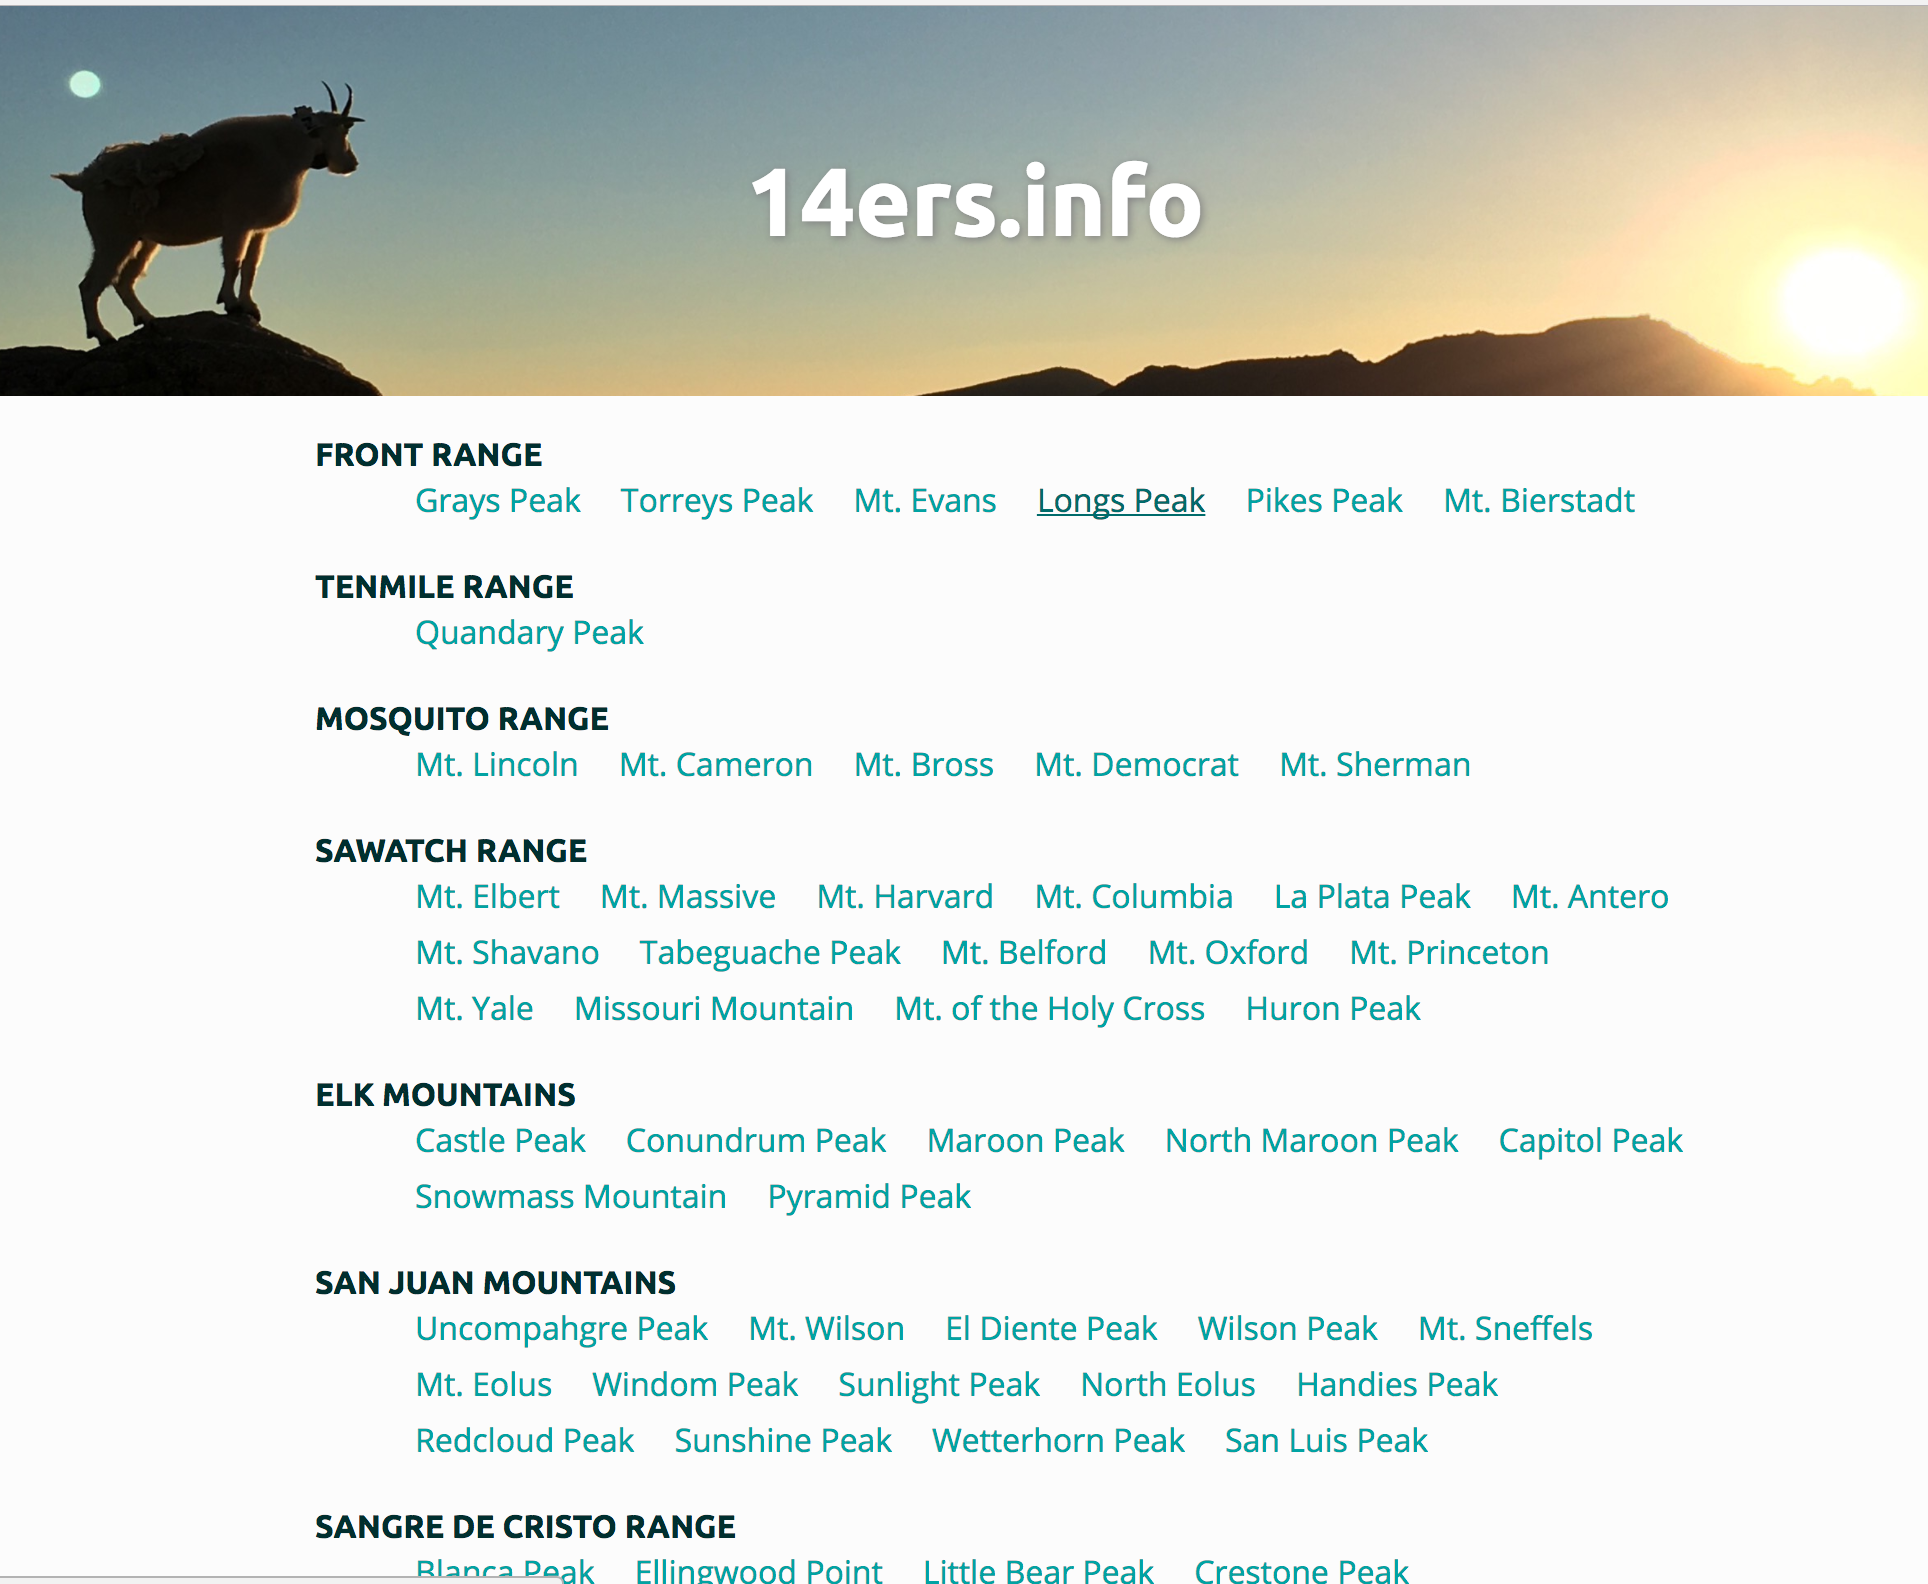 14ers.info
FRONT RANGE
Grays Peak Torreys Peak Mt. Evans Longs Peak Pikes Peak Mt. Bierstadt
TENMILE RANGE
Quandary Peak
MOSQUITO RANGE
Mt. Lincoln Mt. Cameron Mt. Bross Mt. Democrat Mt. Sherman
SAWATCH RANGE
Mt. Elbert Mt. Massive Mt. Harvard Mt. Columbia La Plata Peak Mt. Antero
Mt. Shavano Tabeguache Peak Mt. Belford Mt. Oxford Mt. Princeton
Mt. Yale Missouri Mountain Mt. of the Holy Cross Huron Peak
ELK MOUNTAINS
Castle Peak Conundrum Peak Maroon Peak North Maroon Peak Capitol Peak
Snowmass Mountain Pyramid Peak
SAN JUAN MOUNTAINS
Uncompahgre Peak Mt. Wilson El Diente Peak Wilson Peak Mt. Sneffels
Mt. Eolus Windom Peak Sunlight Peak North Eolus Handies Peak
Redcloud Peak Sunshine Peak Wetterhorn Peak San Luis Peak
SANGRE DE CRISTO RANGE
Blanca Peak Ellingwood Point Little Bear Peak Crestone Peak